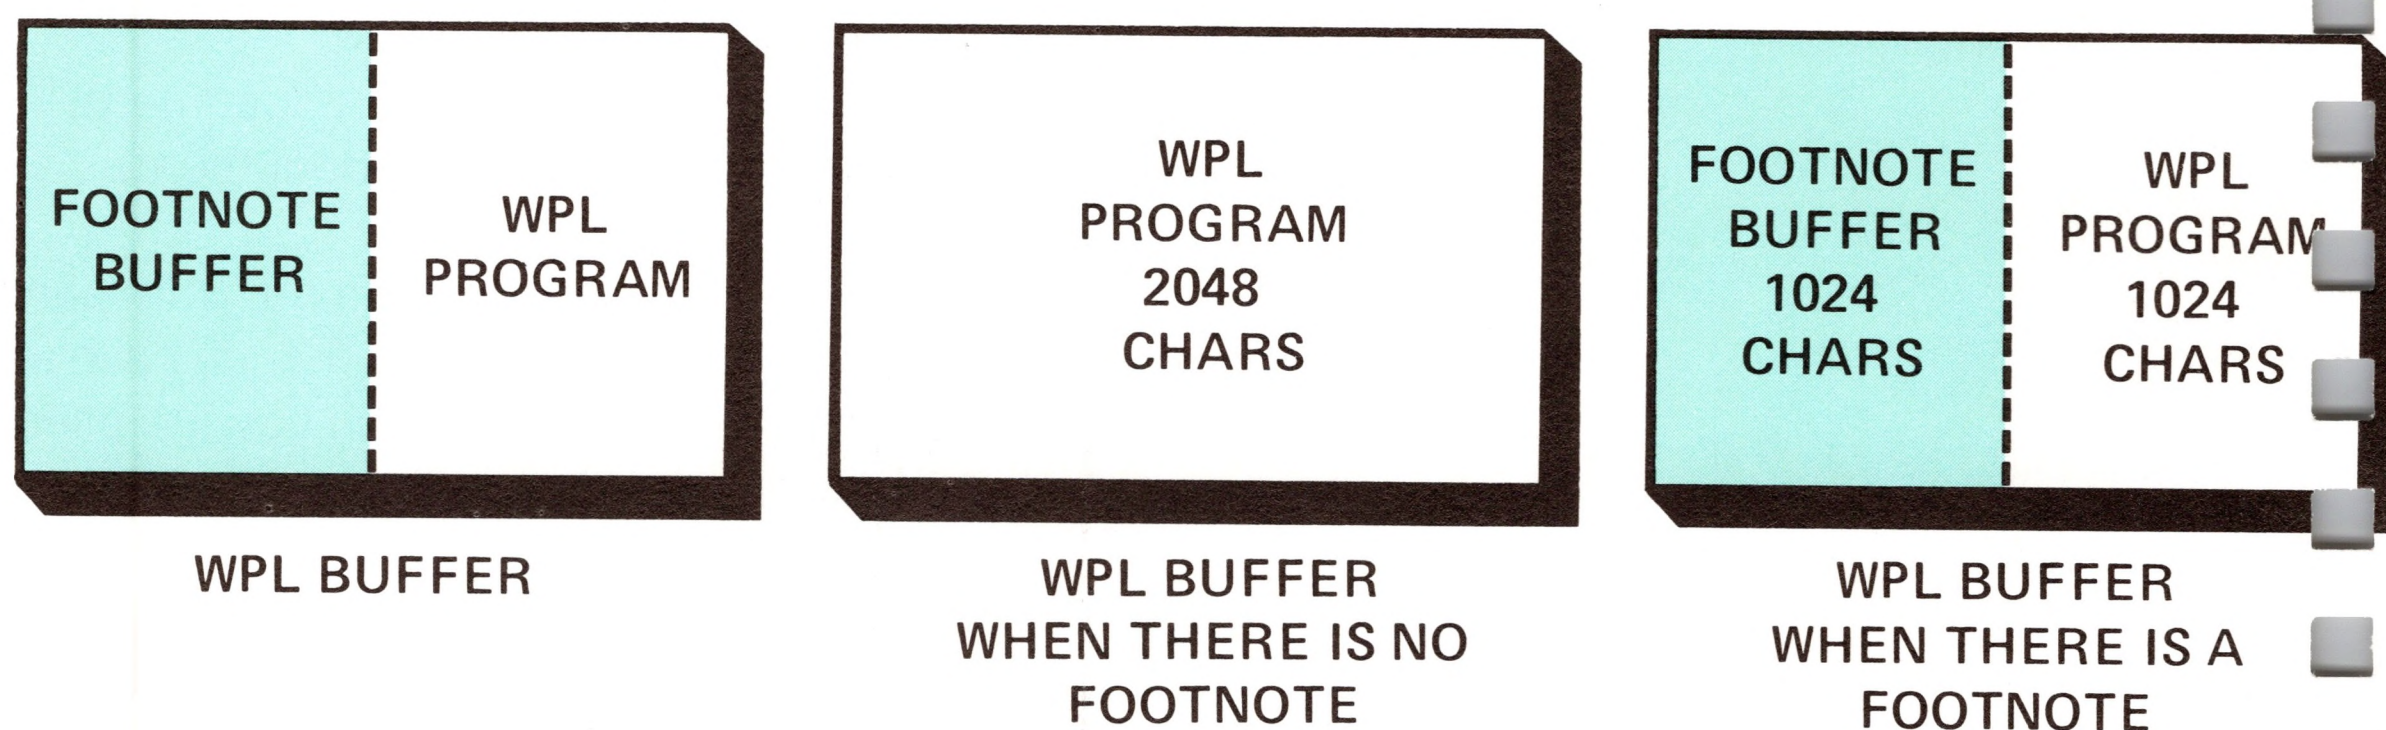 FOOTNOTE
BUFFER
WPL
PROGRAM
WPL BUFFER
WPL
PROGRAM
2048
CHARS
WPL BUFFER
WHEN THERE IS NO
FOOTNOTE
FOOTNOTE
BUFFER
1024
CHARS
WPL
PROGRAM
1024
CHARS
WPL BUFFER
WHEN THERE IS A
FOOTNOTE